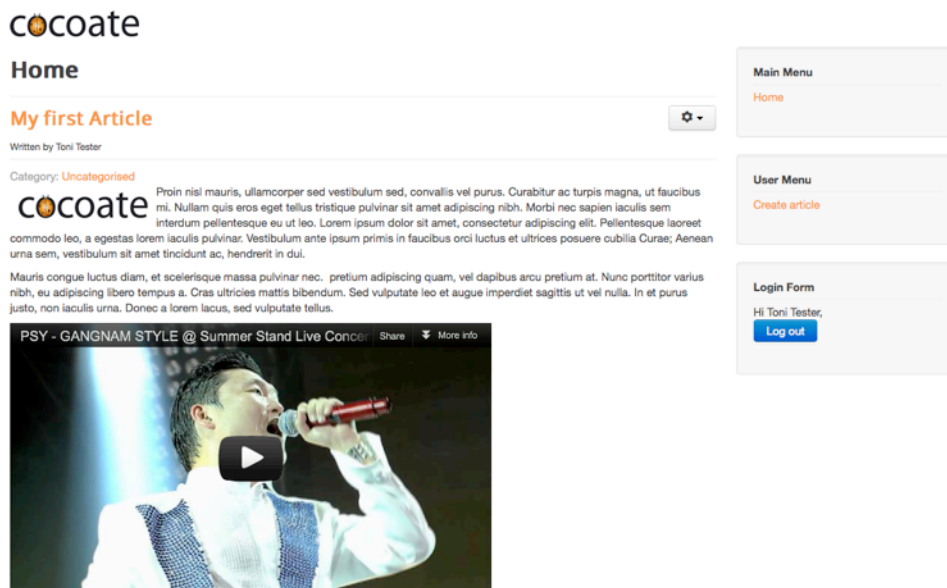 cocoate
Home
My first Article
Written by Toni Tester
Category: Uncategorised
cocoate
Proin nisl mauris, ullamcorper sed vestibulum sed, convallis vel purus. Curabitur ac turpis magna, ut faucibus
mi. Nullam quis eros eget tellus tristique pulvinar sit amet adipiscing nibh. Morbi nec sapien iaculis sem
interdum pellentesque eu ut leo. Lorem ipsum dolor sit amet, consectetur adipiscing elit. Pellentesque laoreet
commodo leo, a egestas lorem iaculis pulvinar. Vestibulum ante ipsum primis in faucibus orci luctus et ultrices posuere cubilia Curae; Aenean
urna sem, vestibulum sit amet tincidunt ac, hendrerit in dui.
Mauris congue luctus diam, et scelerisque massa pulvinar nec. pretium adipiscing quam, vel dapibus arcu pretium at. Nunc porttitor varius
nibh, eu adipiscing libero tempus a. Cras ultricies mattis bibendum. Sed vulputate leo et augue imperdiet sagittis ut vel nulla. In et purus
justo, non iaculis urna. Donec a lorem lacus, sed vulputate tellus.
PSY - GANGNAM STYLE @ Summer Stand Live Concer Share More info
Main Menu
Home
User Menu
Create article
Login Form
Hi Toni Tester,
Log out